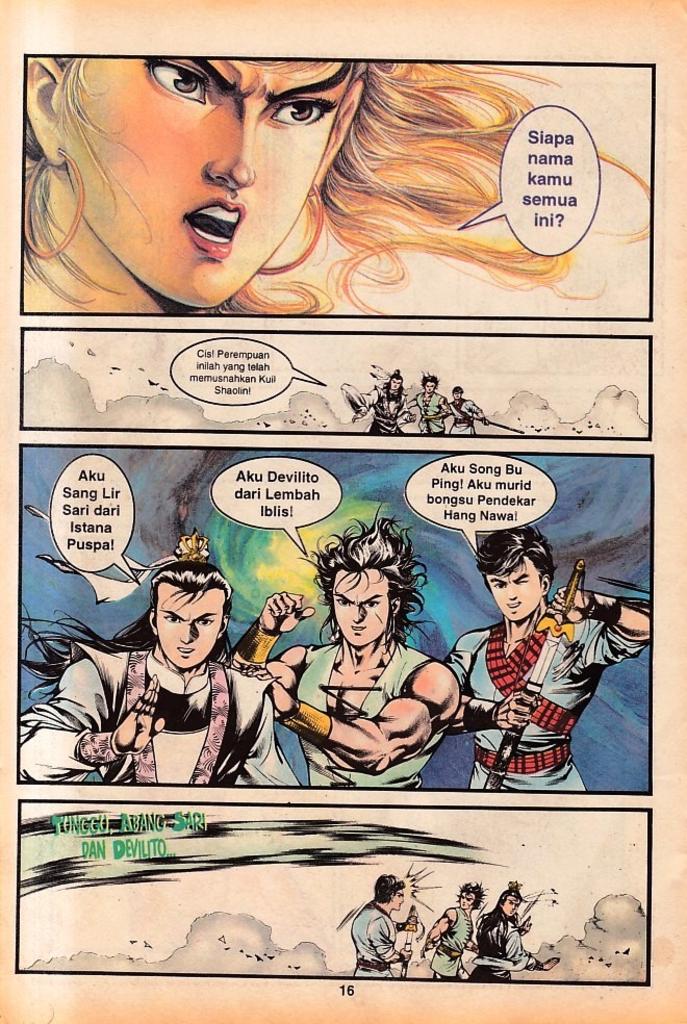 Siapa
nama
kamu
semua
ini?
Cis! Perempuan
inilah yang telah
memusnahkan Kuil
Shaolin!
Aku
Sang Lir
Sari dari
Istana
Puspa!
Aku Devilito
dari Lembah
Iblis!
Aku Song Bu
Ping! Aku murid
bongsu Pendekar
Hang Nawa!
TUNGGU, ABANG SARI
DAN DEVILITO...
16